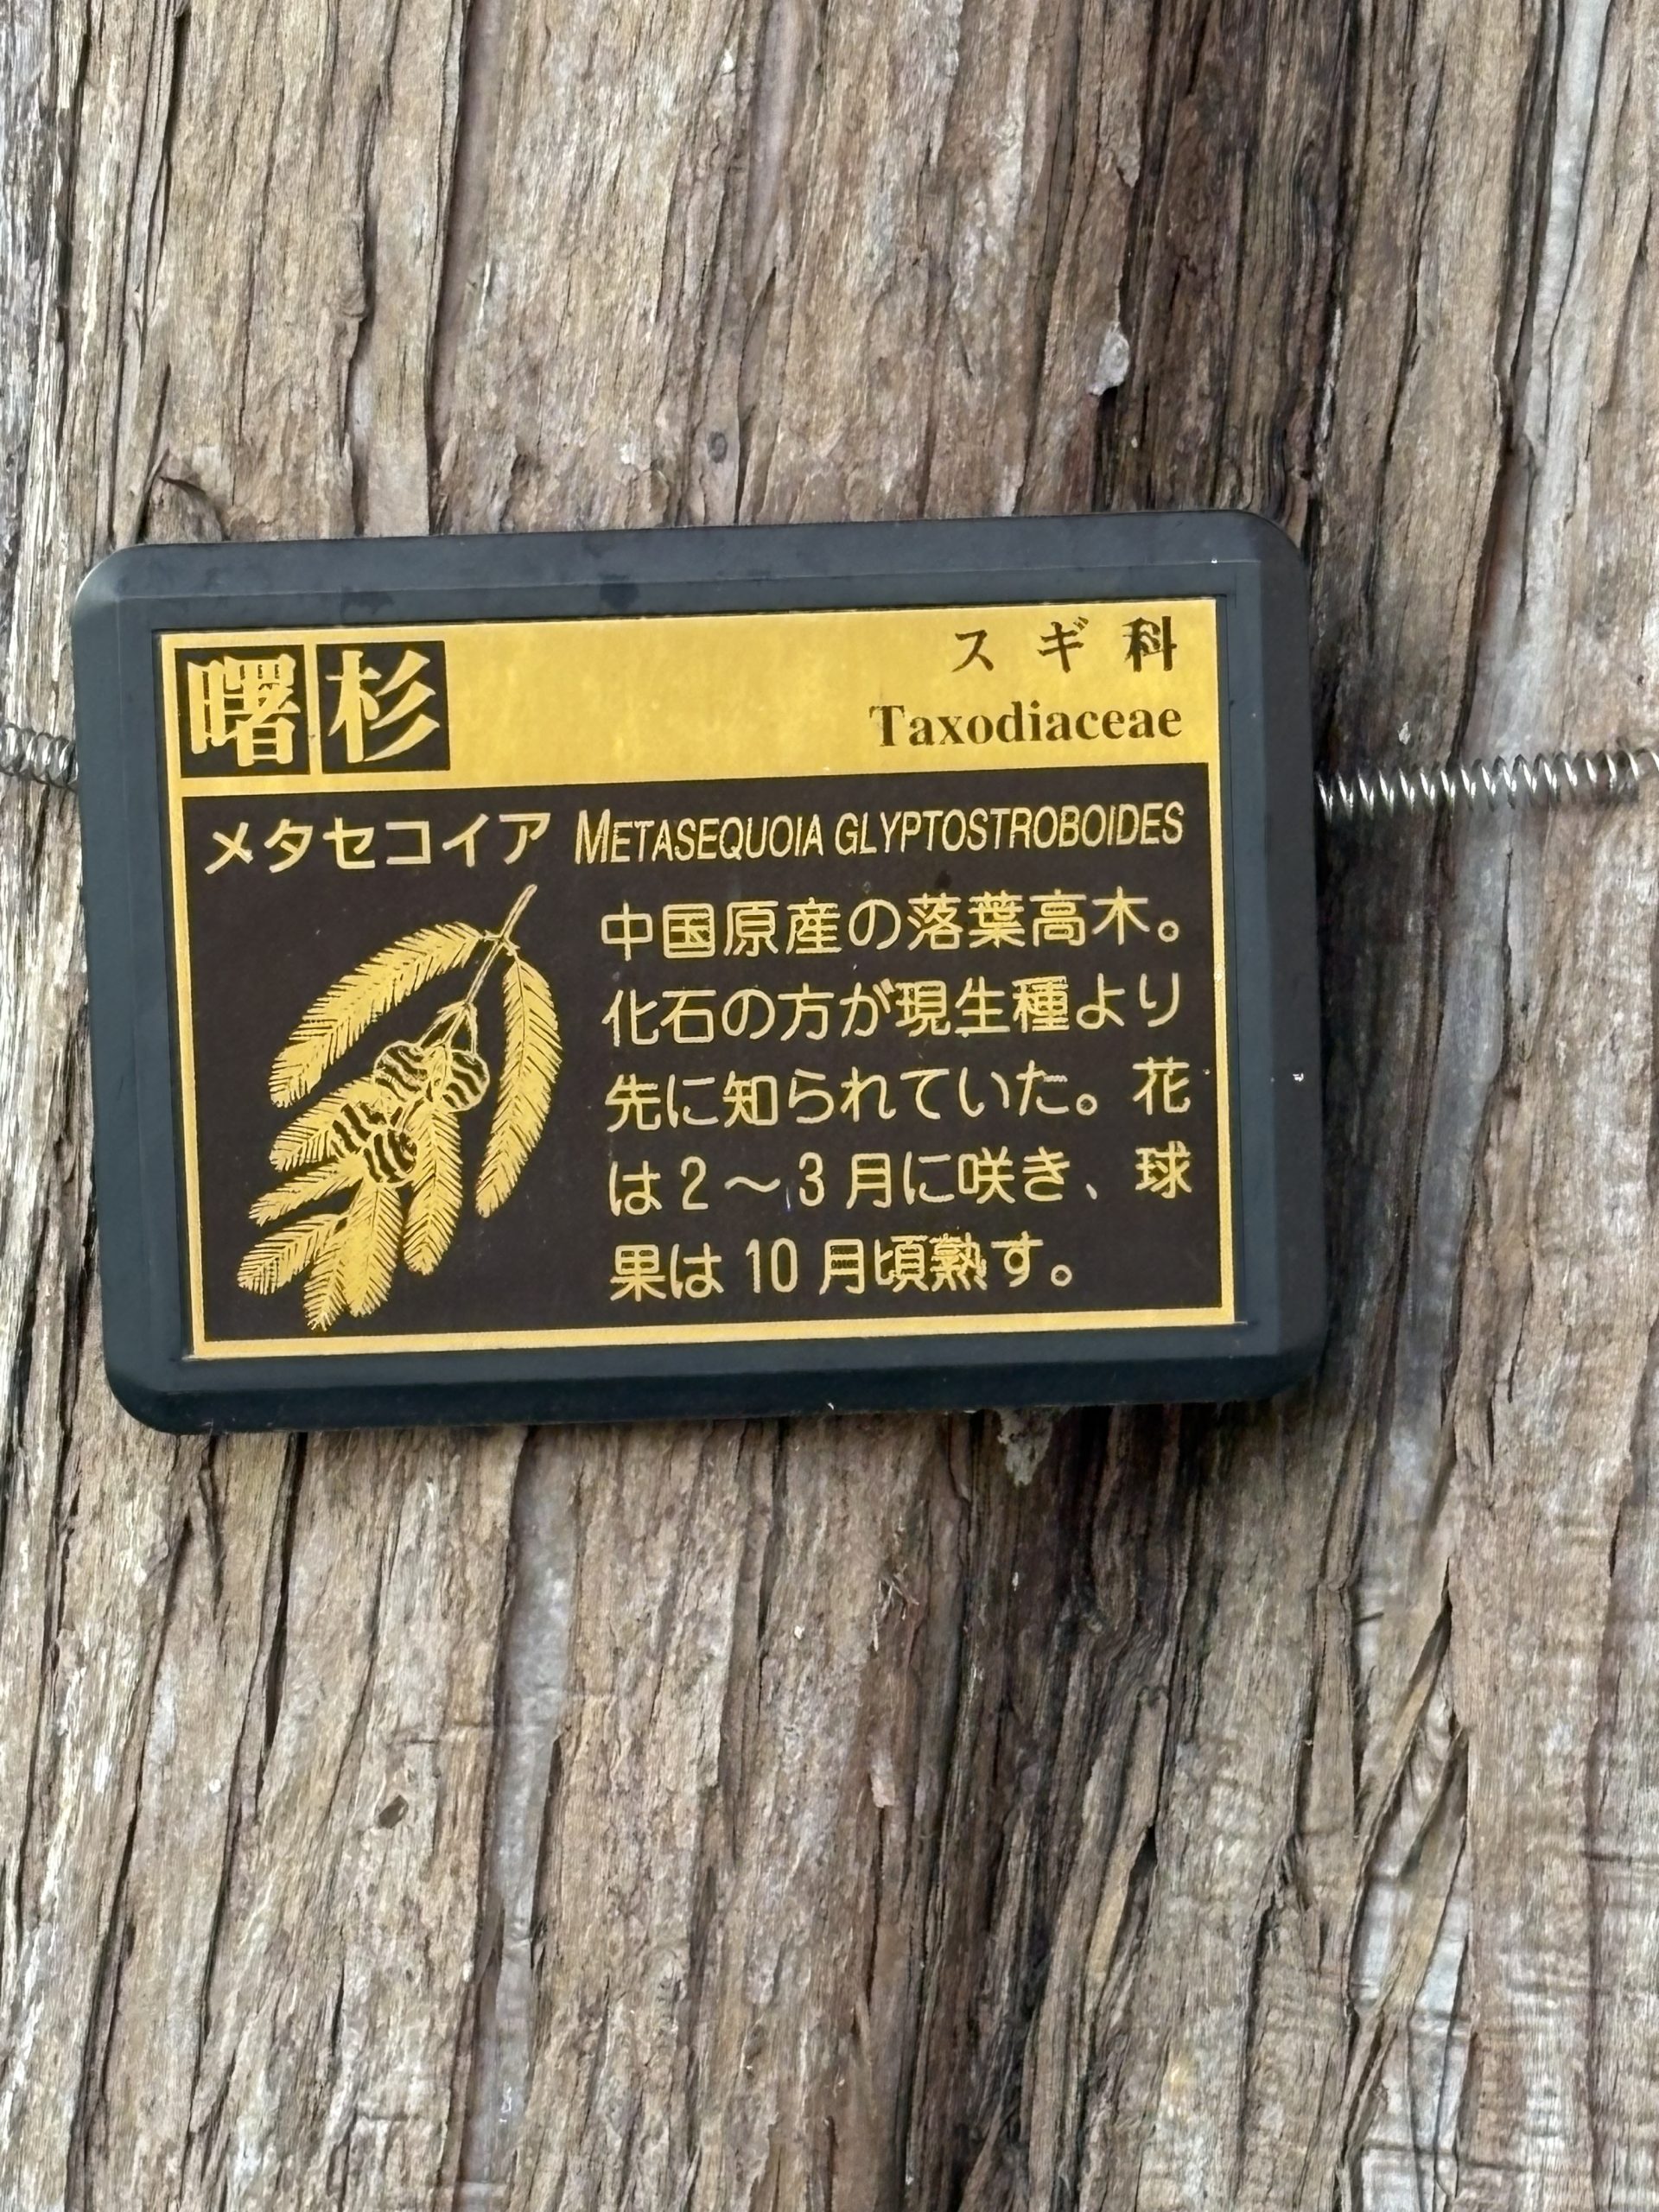 曙杉
スギ科
Taxodiaceae
メタセコイア METASEQUOIA GLYPTOSTROBOIDES
中国原産の落葉高木。
化石の方が現生種より
先に知られていた。花
は2～3月に咲き、球
果は10月頃熟す。